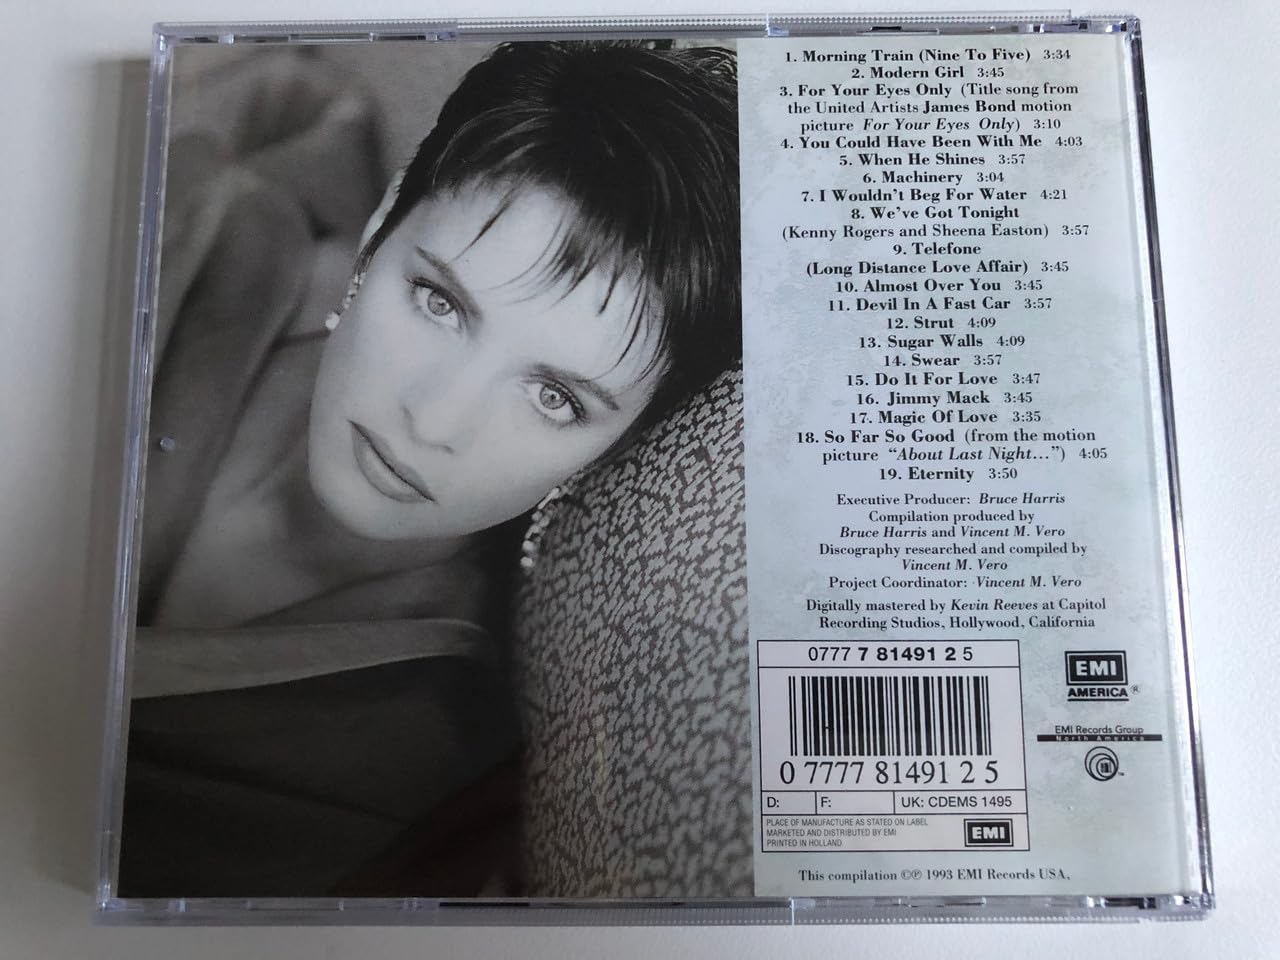 1. Morning Train (Nine To Five) 3:34
2. Modern Girl 3:45
3. For Your Eyes Only (Title song from
the United Artists James Bond motion
picture For Your Eyes Only) 3:10
4. You Could Have Been With Me 4:03
5. When He Shines 3:57
6. Machinery 3:04
7. I Wouldn't Beg For Water 4:21
8. We've Got Tonight
(Kenny Rogers and Sheena Easton) 3:57
9. Telefone
(Long Distance Love Affair) 3:45
10. Almost Over You 3:45
11. Devil In A Fast Car 3:57
12. Strut 4:09
13. Sugar Walls 4:09
14. Swear 3:57
15. Do It For Love 3:47
16. Jimmy Mack 3:45
17. Magic Of Love 3:35
18. So Far So Good (from the motion
picture "About Last Night...") 4:05
19. Eternity 3:50
Executive Producer: Bruce Harris
Compilation produced by
Bruce Harris and Vincent M. Vero
Discography researched and compiled by
Vincent M. Vero
Project Coordinator: Vincent M. Vero
Digitally mastered by Kevin Reeves at Capitol
Recording Studios, Hollywood, California
0777 7 81491 2 5
0 7777 81491 2 5
D: F: UK: CDEMS 1495
PLACE OF MANUFACTURE AS STATED ON LABEL
MARKETED AND DISTRIBUTED BY EMI
PRINTED IN HOLLAND
EMI
EMI
AMERICA®
EMI Records Group
North America
™
This compilation ©℗ 1993 EMI Records USA,